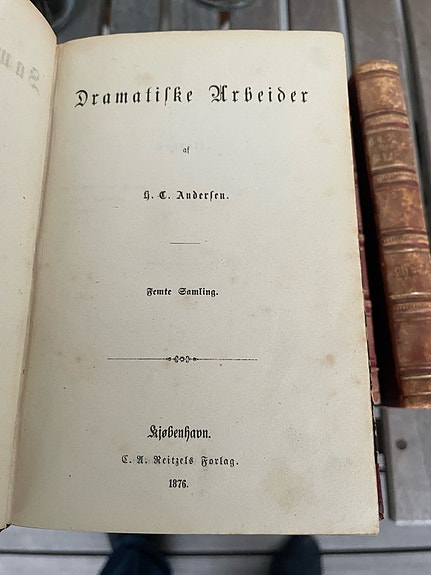 Dramatiſke Arbeider
af
H. C. Anderſen.
Femte Samling.
Kjøbenhavn.
C. A. Reitzels Forlag.
1876.